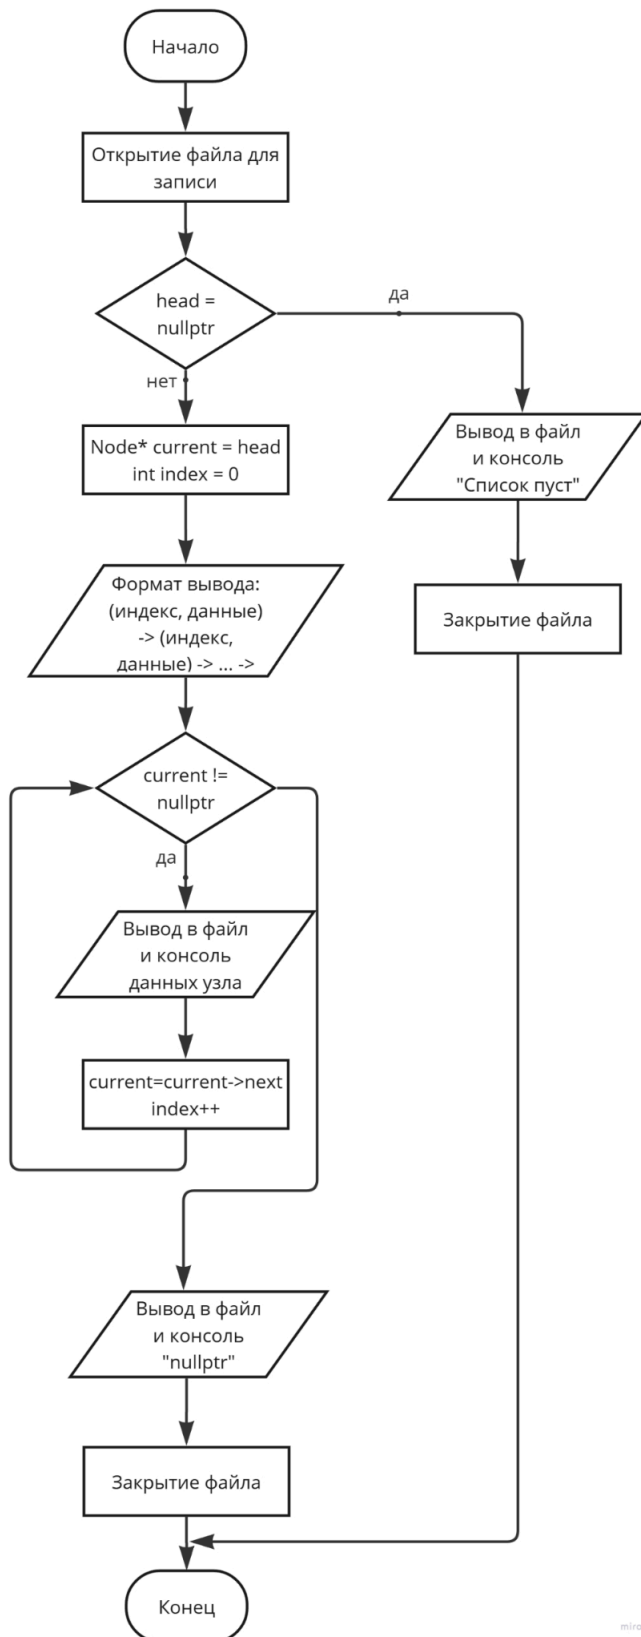 Начало
Открытие файла для
записи
head =
nullptr
да
нет
Node* current = head
int index = 0
Вывод в файл
и консоль
"Список пуст"
Формат вывода:
(индекс, данные)
-> (индекс,
данные) -> ... ->
Закрытие файла
current !=
nullptr
да
Вывод в файл
и консоль
данных узла
current=current->next
index++
Вывод в файл
и консоль
"nullptr"
Закрытие файла
Конец
miro